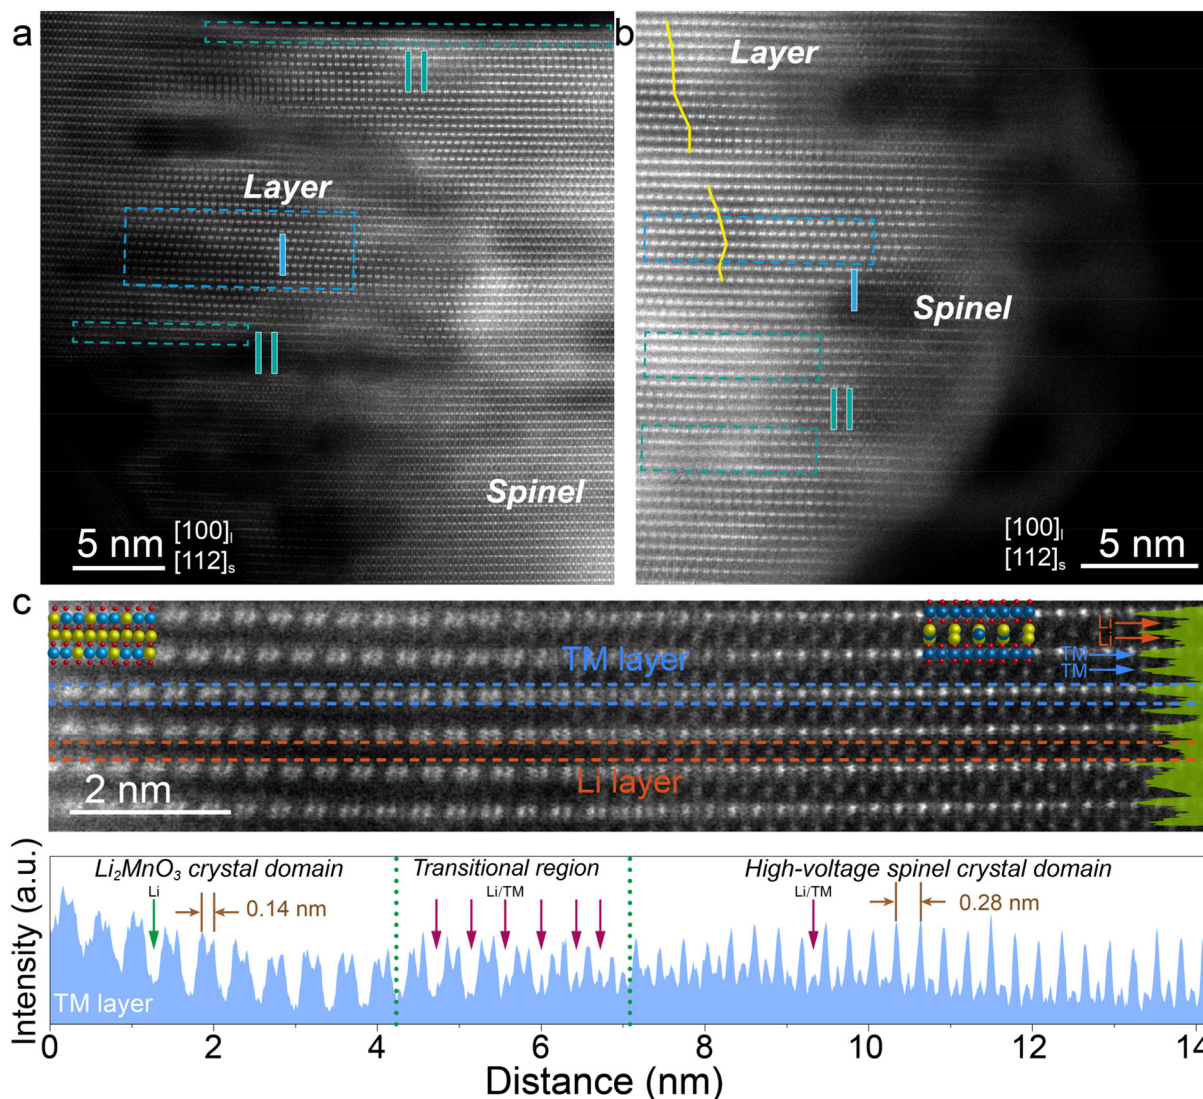 a
Layer
Spinel
5 nm
[100]ₗ
[112]ₛ
b
Layer
Spinel
[100]ₗ
[112]ₛ
5 nm
c
TM layer
Li layer
2 nm
Li
Li
TM
TM
Intensity (a.u.)
Li₂MnO₃ crystal domain
Li
0.14 nm
Transitional region
Li/TM
High-voltage spinel crystal domain
Li/TM
0.28 nm
TM layer
0 2 4 6 8 10 12 14
Distance (nm)